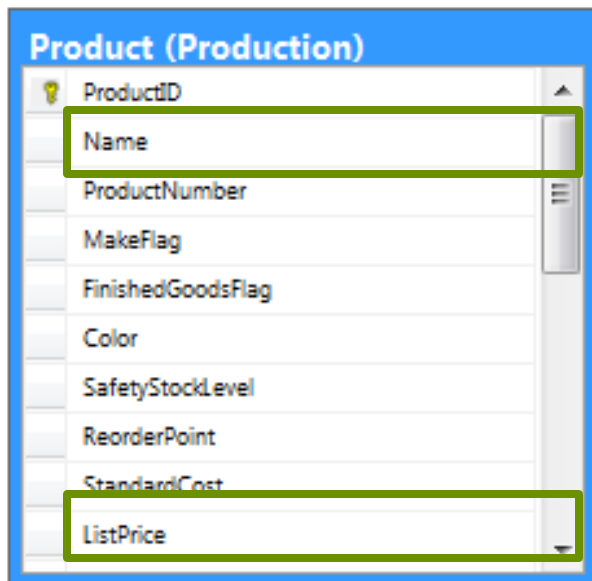 Product (Production)
ProductID
Name
ProductNumber
MakeFlag
FinishedGoodsFlag
Color
SafetyStockLevel
ReorderPoint
StandardCost
ListPrice